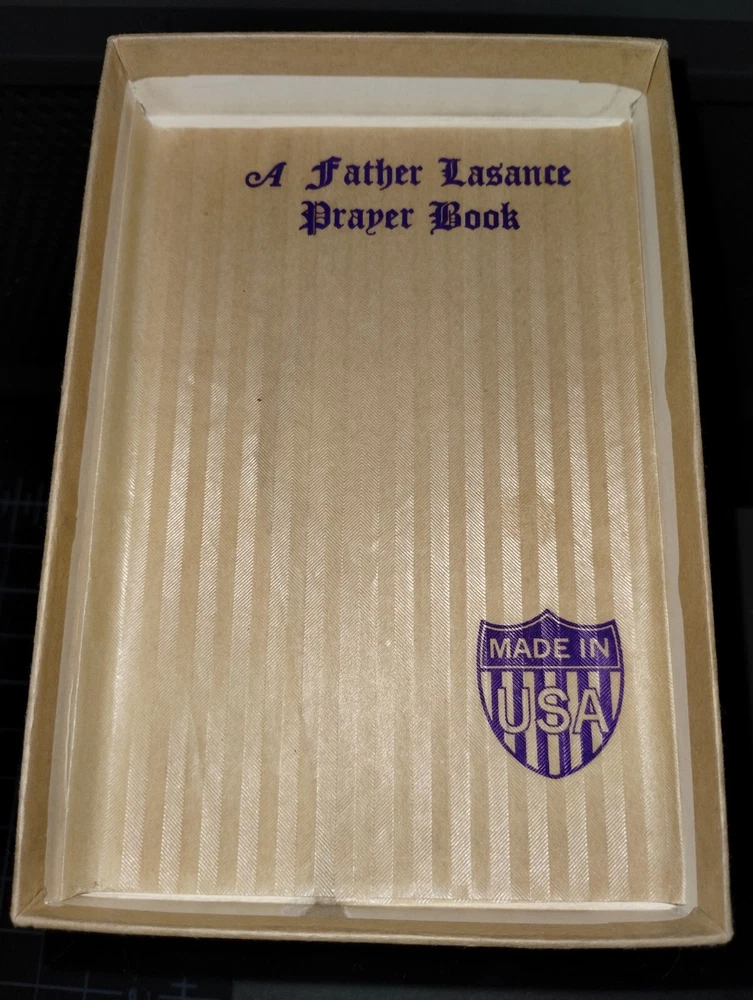 A Father Lasance
Prayer Book
MADE IN
USA